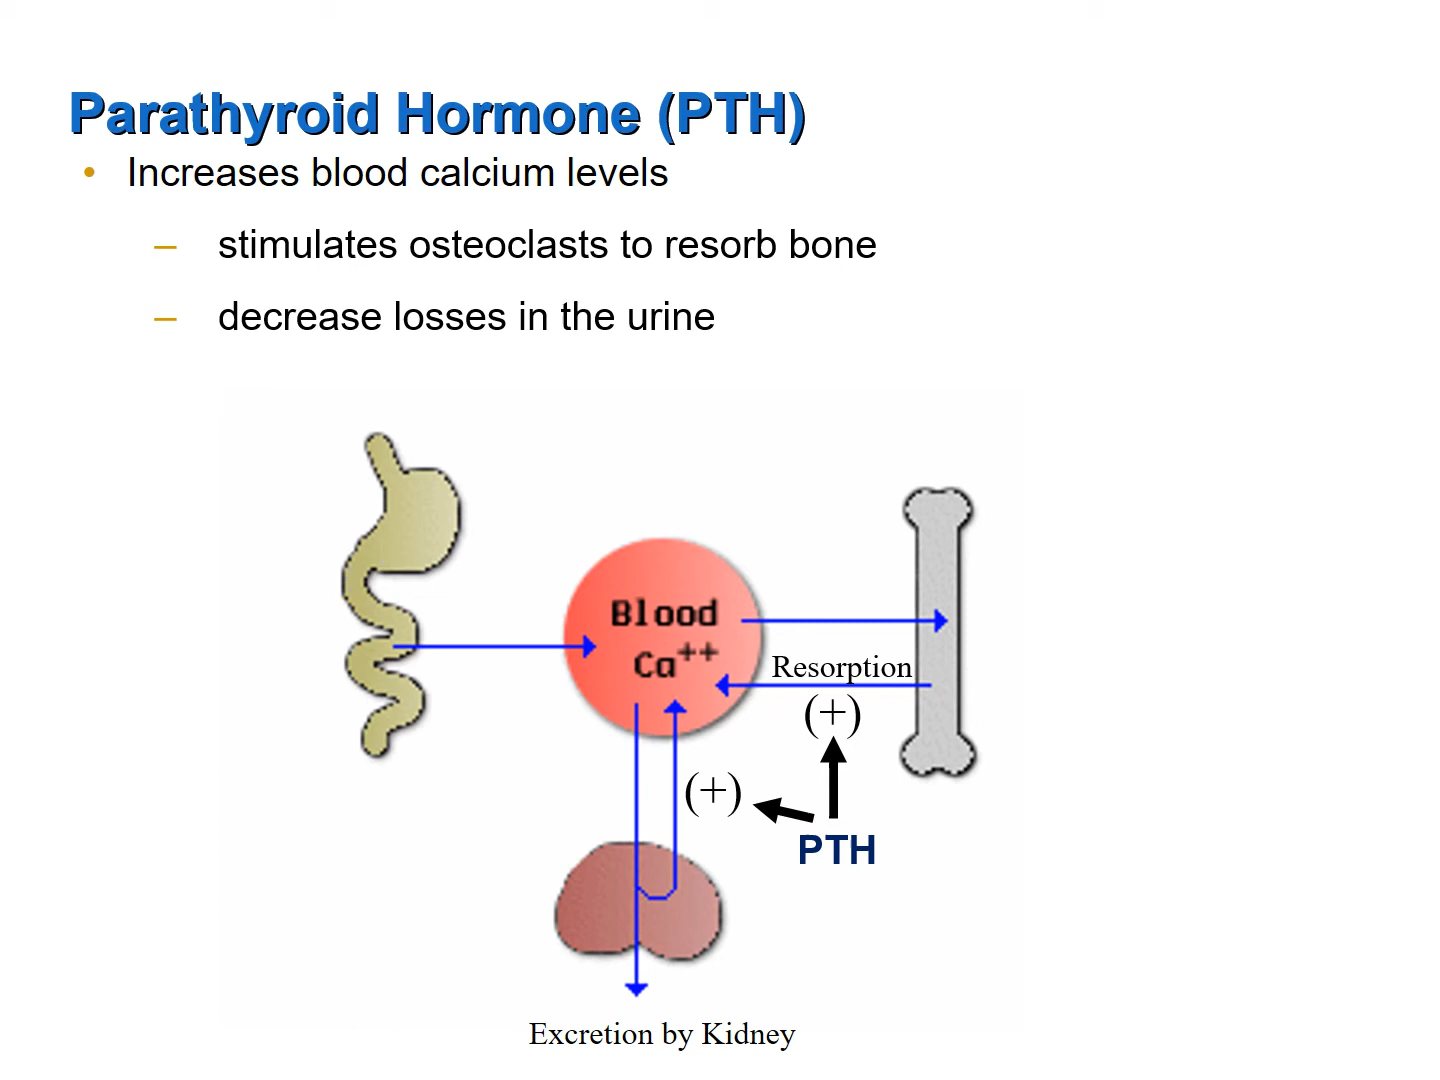 Parathyroid Hormone (PTH)
• Increases blood calcium levels
– stimulates osteoclasts to resorb bone
– decrease losses in the urine
Blood
Ca++
Resorption
(+)
(+)
PTH
Excretion by Kidney